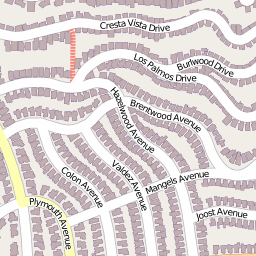 Cresta Vista Drive
Los Palmos Drive
Burlwood Drive
Hazelwood Avenue
Brentwood Avenue
Colon Avenue
Valdez Avenue
Mangels Avenue
Plymouth Avenue
Joost Avenue